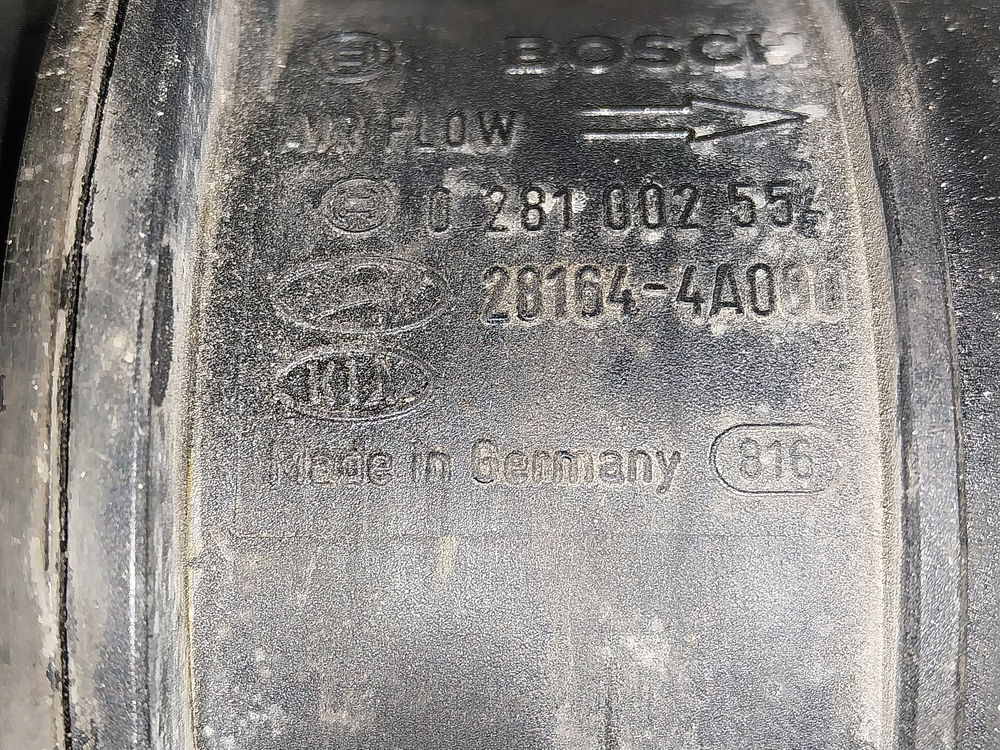 BOSCH
AIR FLOW
0 281 002 554
28164-4A000
KIA
Made in Germany 816